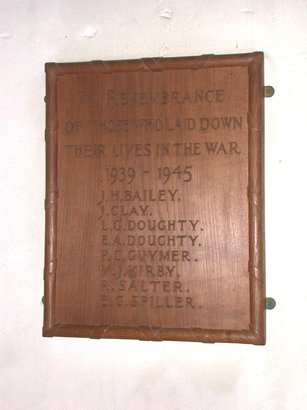 IN REMEMBRANCE
OF THOSE WHO LAID DOWN
THEIR LIVES IN THE WAR
1939-1945
J.H.BAILEY.
J.CLAY.
L.G.DOUGHTY.
E.A.DOUGHTY.
P.C.GUYMER.
M.J.KIRBY.
R.SALTER.
E.G.SPILLER.